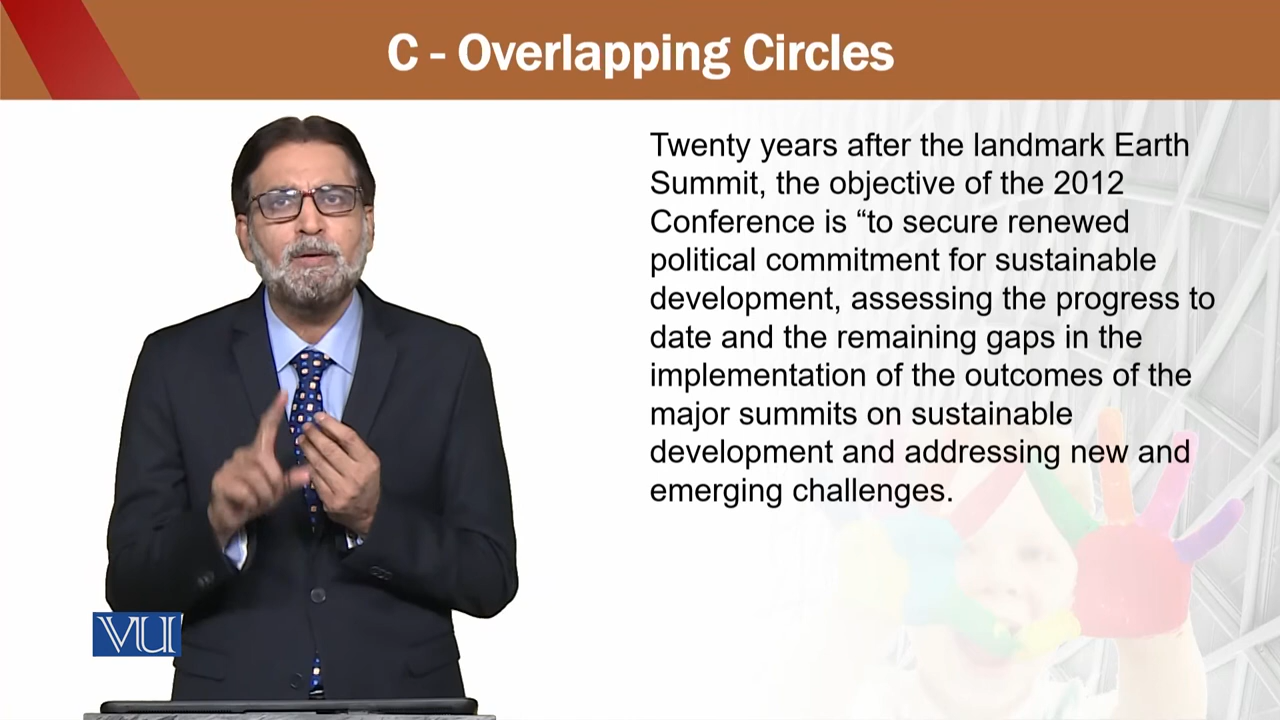 C - Overlapping Circles
Twenty years after the landmark Earth
Summit, the objective of the 2012
Conference is “to secure renewed
political commitment for sustainable
development, assessing the progress to
date and the remaining gaps in the
implementation of the outcomes of the
major summits on sustainable
development and addressing new and
emerging challenges.
VU